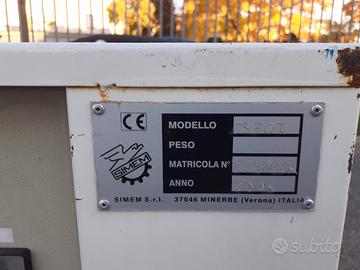 CE
MODELLO
PESO
MATRICOLA N°
ANNO
SIMEM
SIMEM S.r.l. 37046 MINERBE (Verona) ITALIA
subito